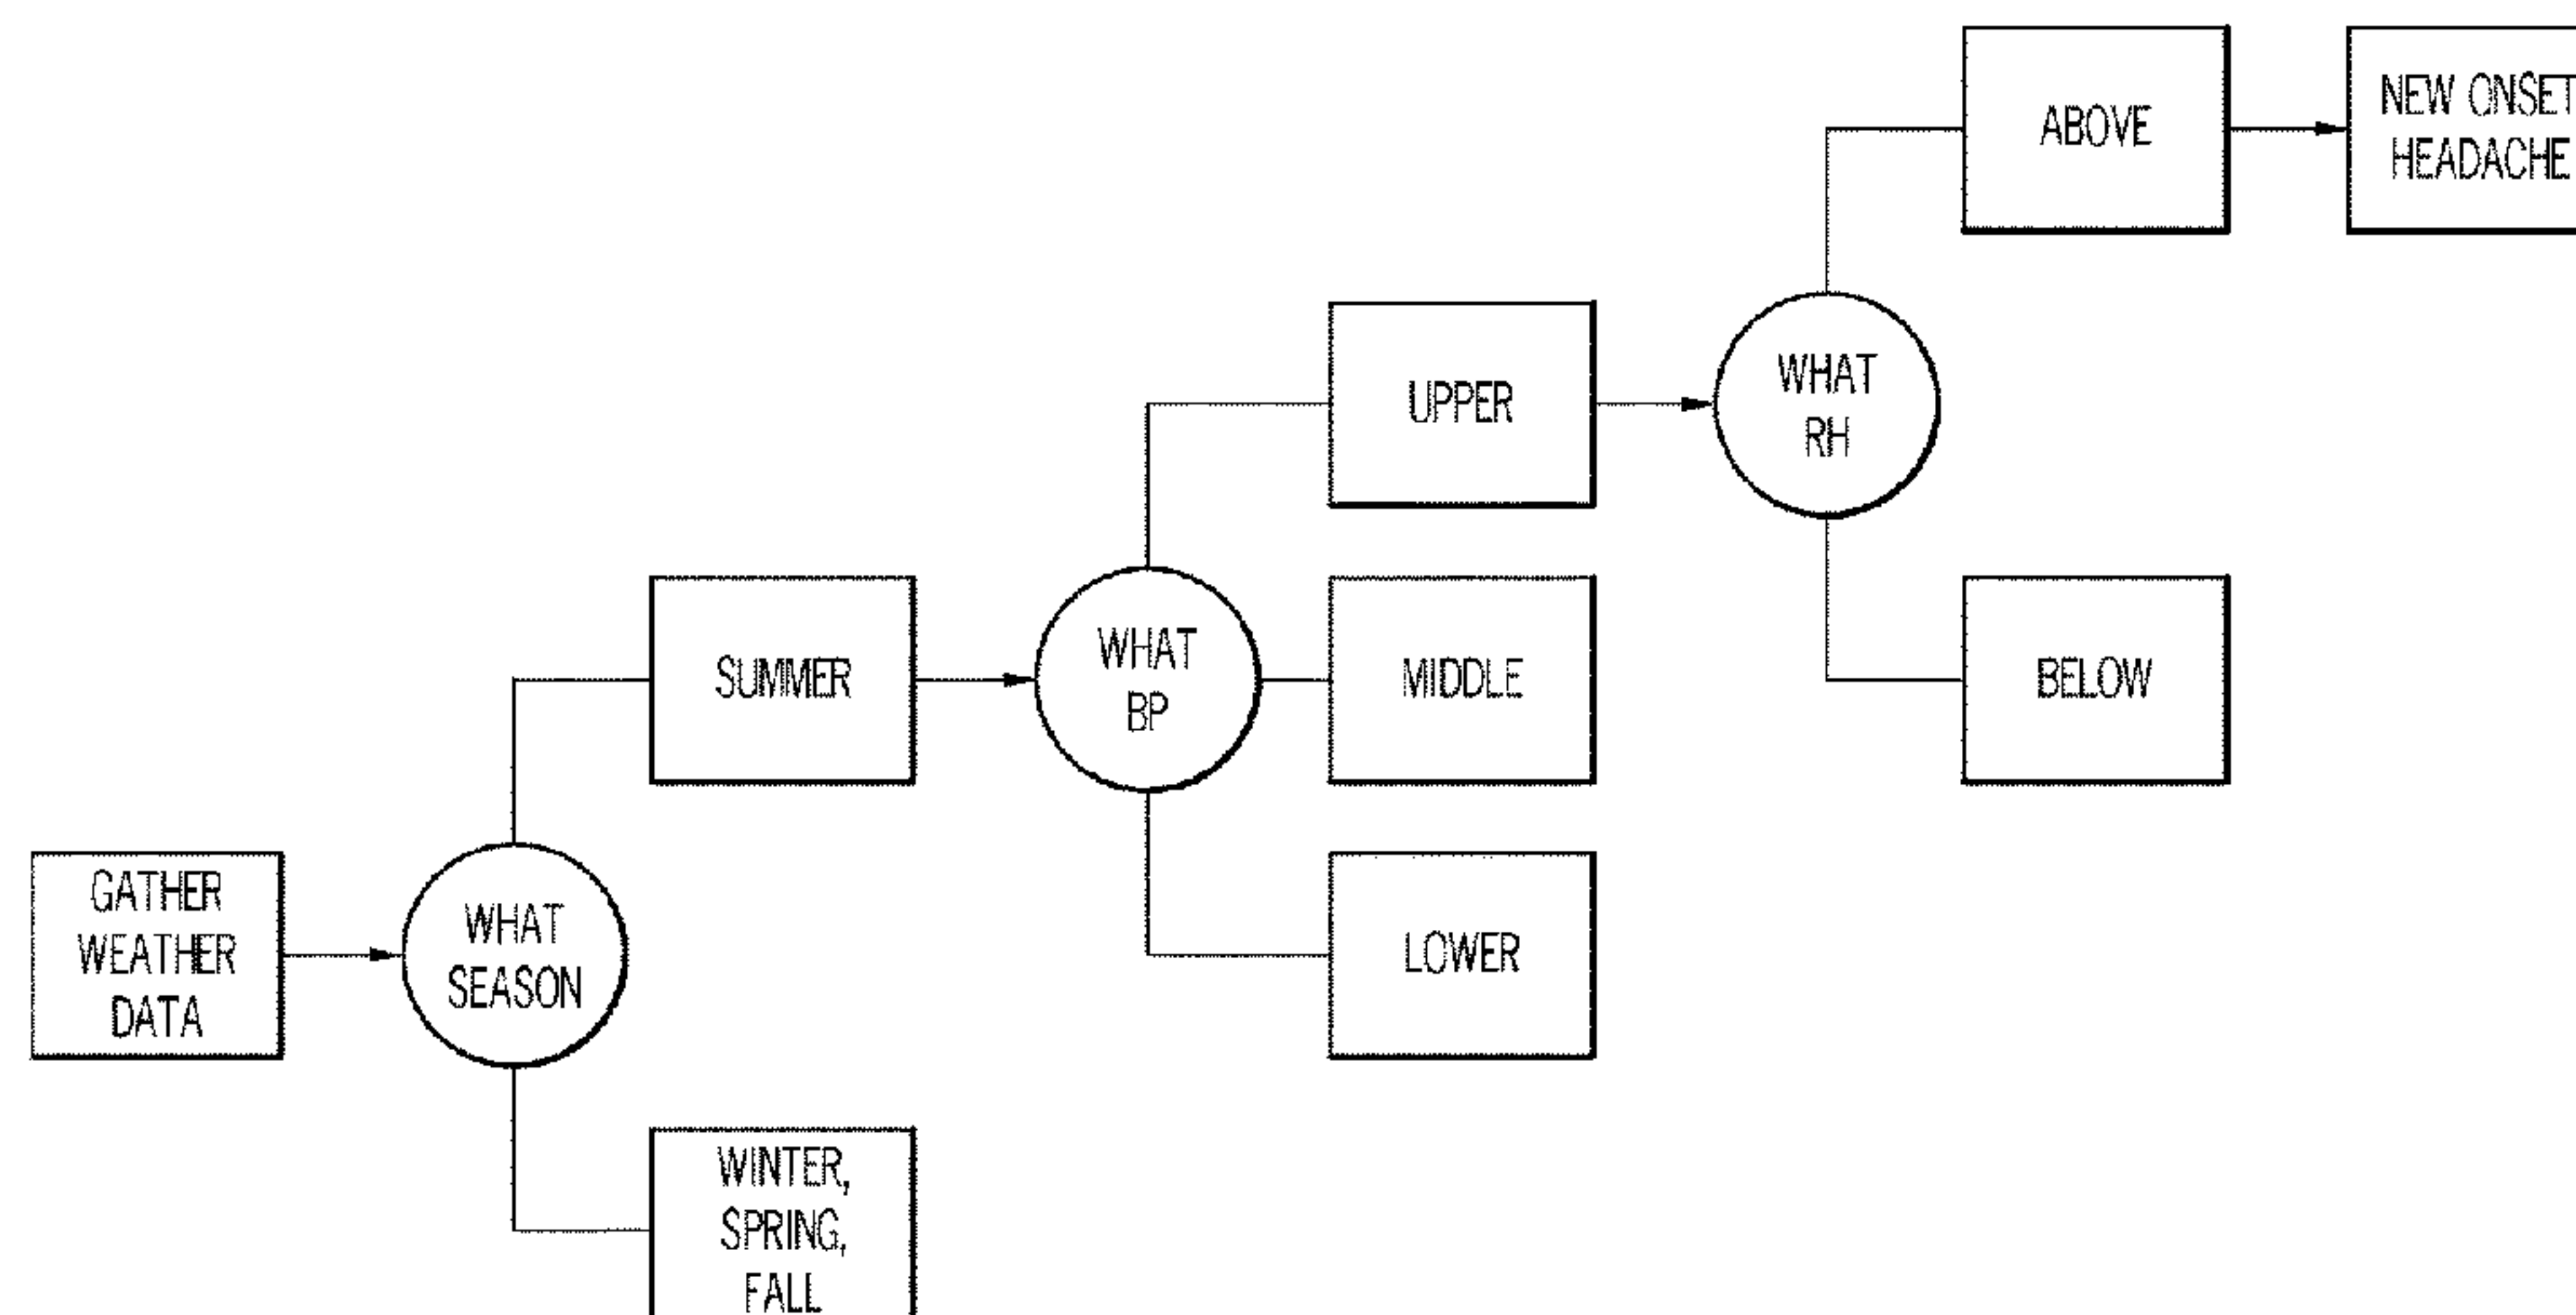 ABOVE
NEW ONSET
HEADACHE
UPPER
WHAT
RH
SUMMER
WHAT
BP
MIDDLE
BELOW
GATHER
WEATHER
DATA
WHAT
SEASON
LOWER
WINTER,
SPRING,
FALL